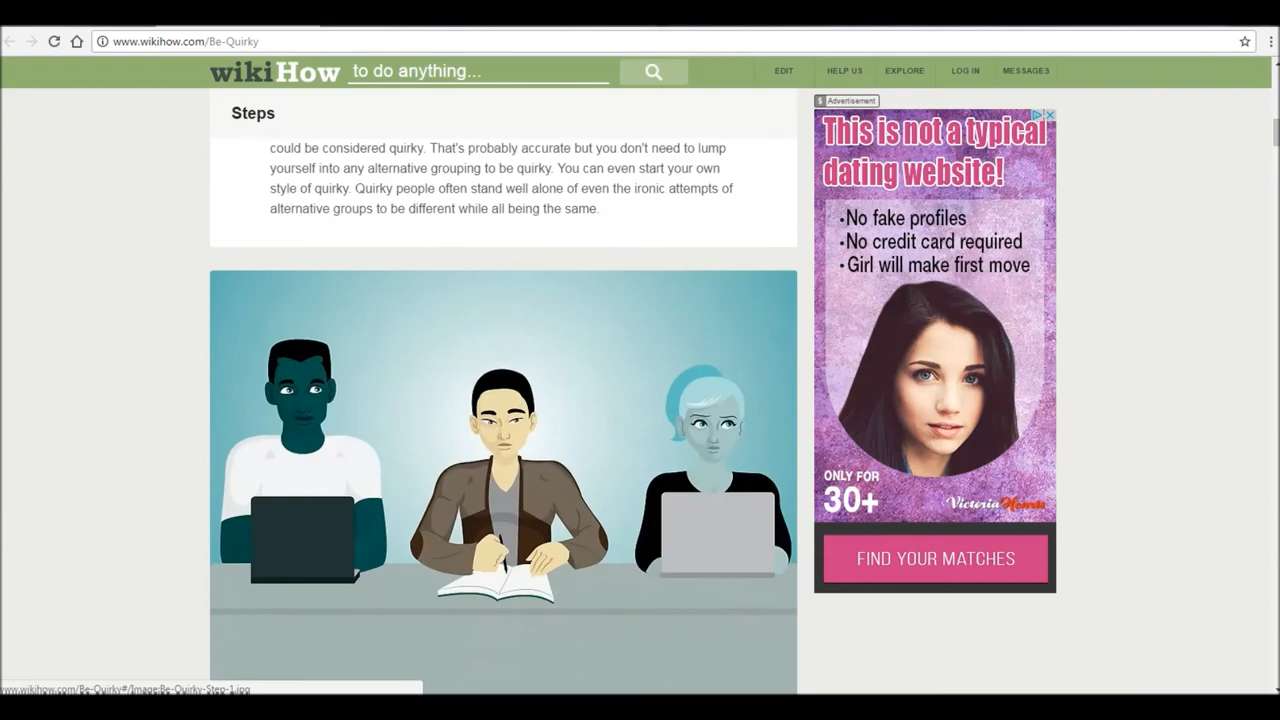 www.wikihow.com/Be-Quirky
wikiHow to do anything... EDIT HELP US EXPLORE LOG IN MESSAGES
Steps
could be considered quirky. That's probably accurate but you don't need to lump
yourself into any alternative grouping to be quirky. You can even start your own
style of quirky. Quirky people often stand well alone of even the ironic attempts of
alternative groups to be different while all being the same.
$ Advertisement
This is not a typical
dating website!
•No fake profiles
•No credit card required
•Girl will make first move
ONLY FOR
30+
VictoriaHearts
FIND YOUR MATCHES
www.wikihow.com/Be-Quirky#/Image:Be-Quirky-Step-1.jpg